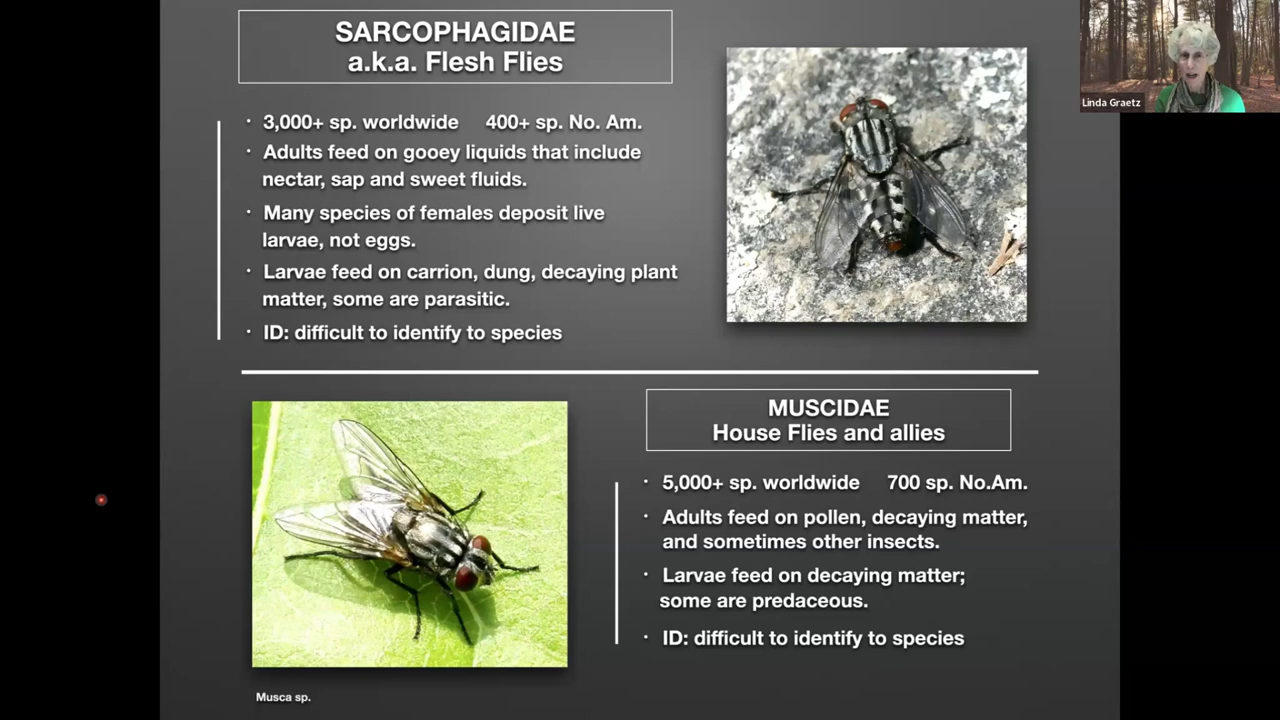 SARCOPHAGIDAE
a.k.a. Flesh Flies
• 3,000+ sp. worldwide 400+ sp. No. Am.
• Adults feed on gooey liquids that include
nectar, sap and sweet fluids.
• Many species of females deposit live
larvae, not eggs.
• Larvae feed on carrion, dung, decaying plant
matter, some are parasitic.
• ID: difficult to identify to species
Linda Graetz
MUSCIDAE
House Flies and allies
• 5,000+ sp. worldwide 700 sp. No.Am.
• Adults feed on pollen, decaying matter,
and sometimes other insects.
• Larvae feed on decaying matter;
some are predaceous.
• ID: difficult to identify to species
Musca sp.